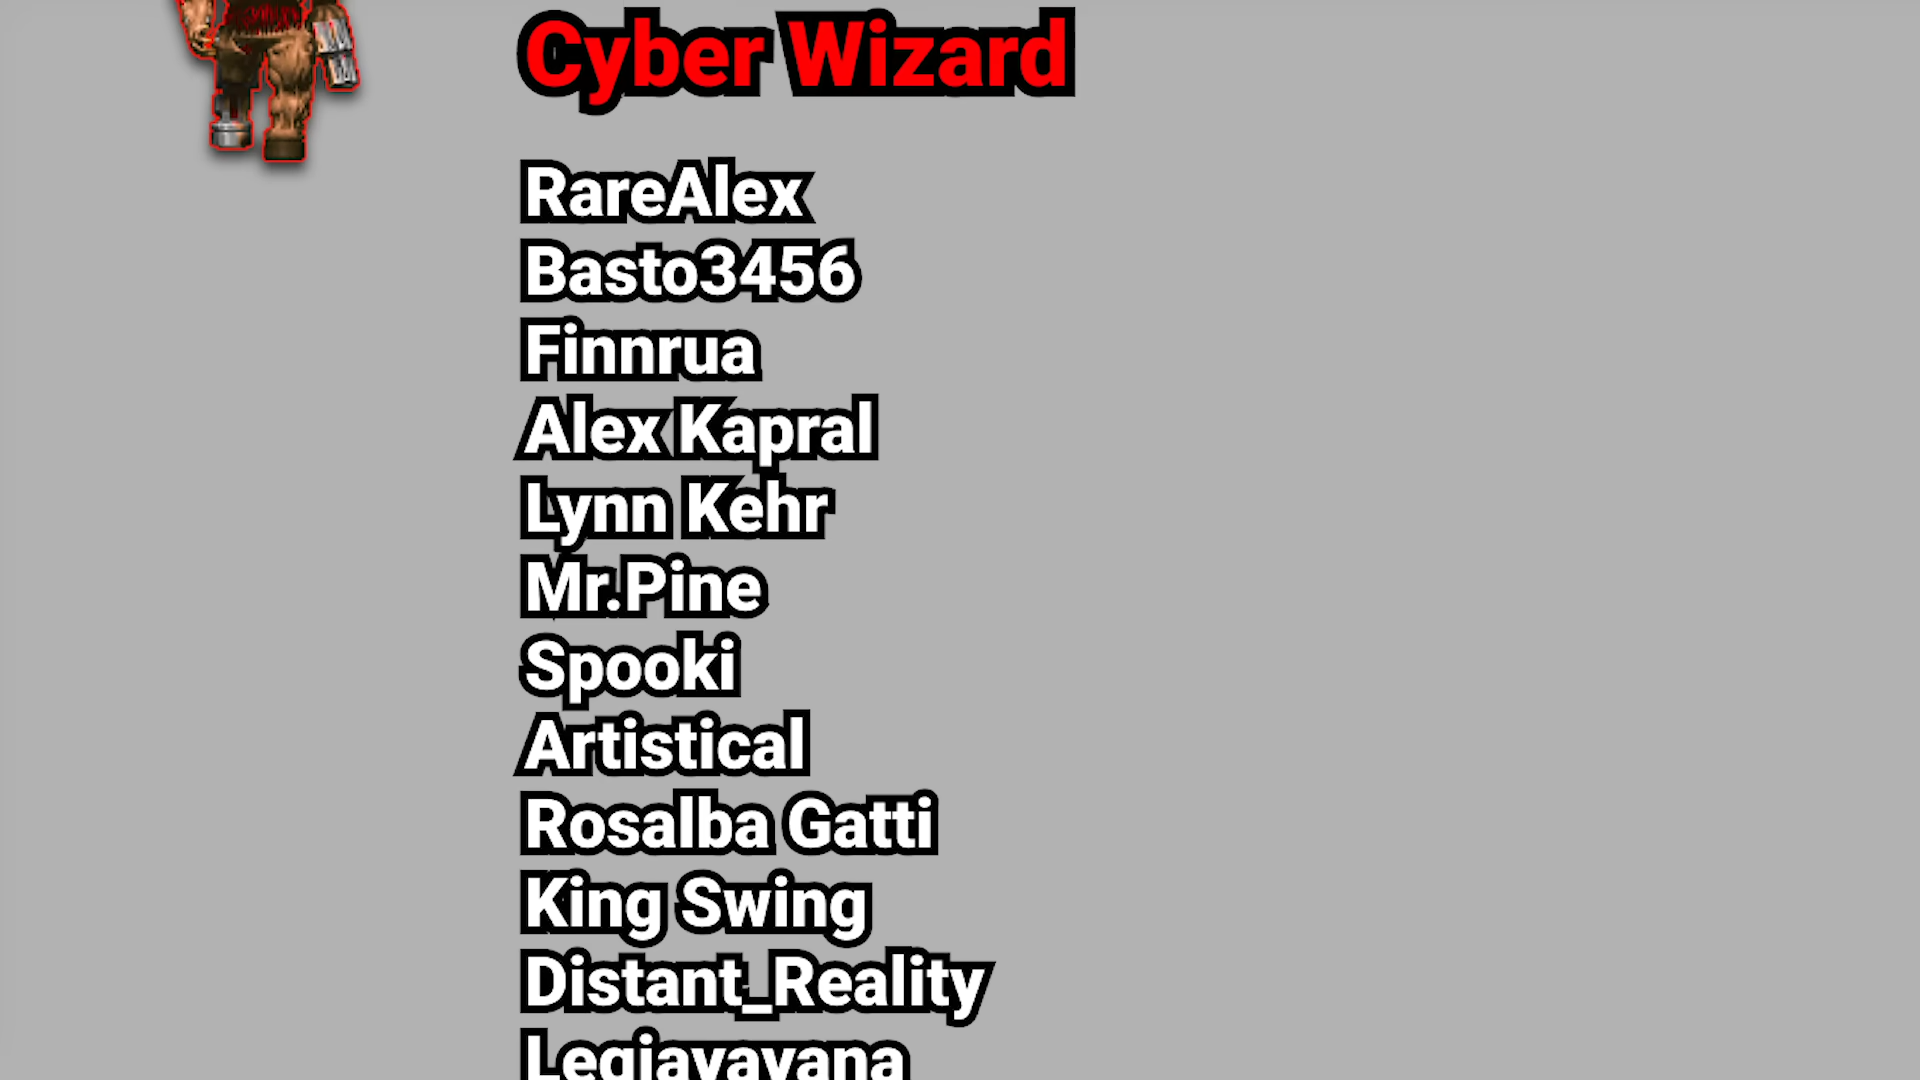 Cyber Wizard
RareAlex
Basto3456
Finnrua
Alex Kapral
Lynn Kehr
Mr.Pine
Spooki
Artistical
Rosalba Gatti
King Swing
Distant_Reality